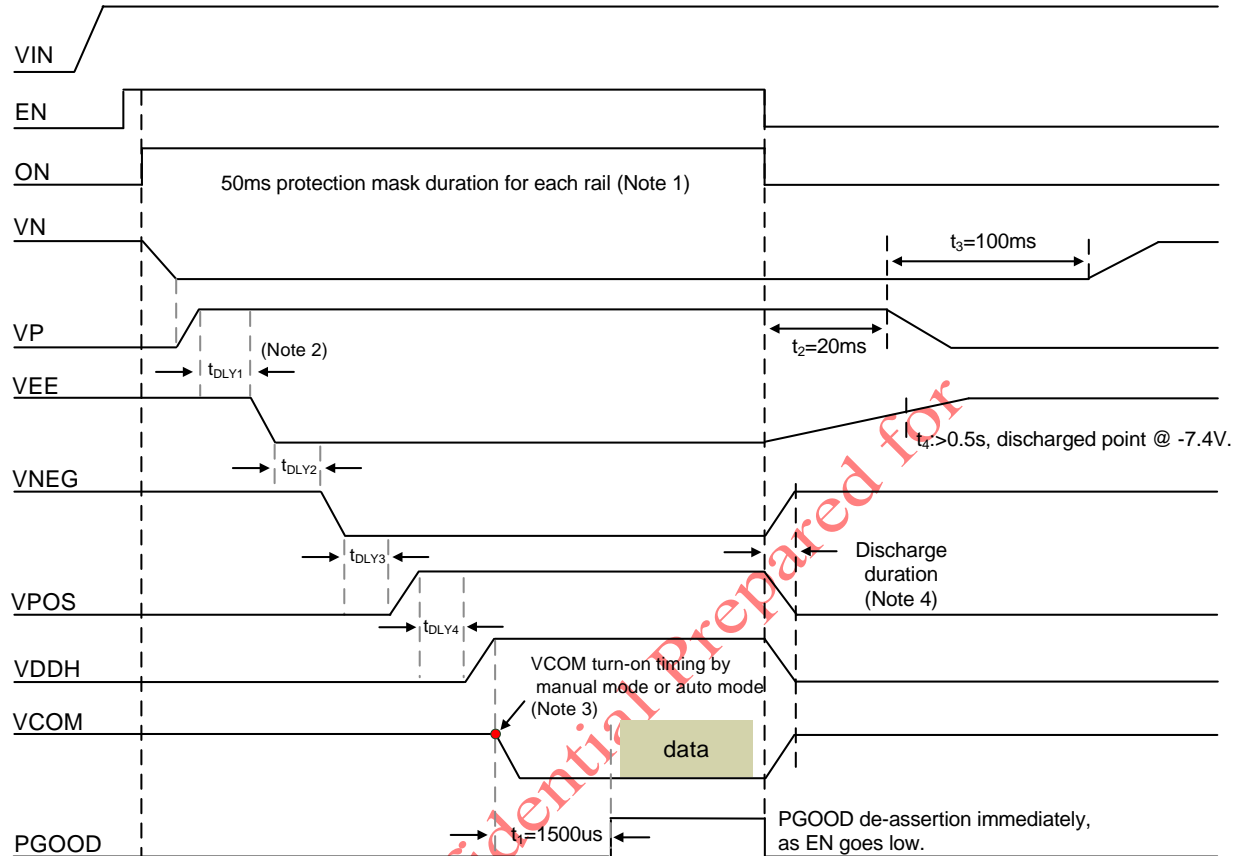 VIN
EN
ON
50ms protection mask duration for each rail (Note 1)
VN
t3=100ms
VP
t2=20ms
(Note 2)
tDLY1
VEE
t4:>0.5s, discharged point @ -7.4V.
tDLY2
VNEG
tDLY3
Discharge
duration
(Note 4)
VPOS
tDLY4
VDDH
VCOM turn-on timing by
manual mode or auto mode
(Note 3)
VCOM
data
t1=1500us
PGOOD
PGOOD de-assertion immediately,
as EN goes low.
Prepared for